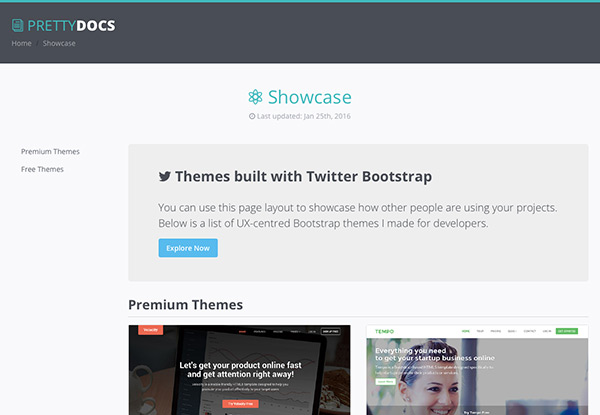 PRETTYDOCS
Home / Showcase
Showcase
Last updated: Jan 25th, 2016
Premium Themes
Free Themes
Themes built with Twitter Bootstrap
You can use this page layout to showcase how other people are using your projects.
Below is a list of UX-centred Bootstrap themes I made for developers.
Explore Now
Premium Themes
Let's get your product online fast
and get attention right away!
TEMPO
Everything you need
to get your startup business online